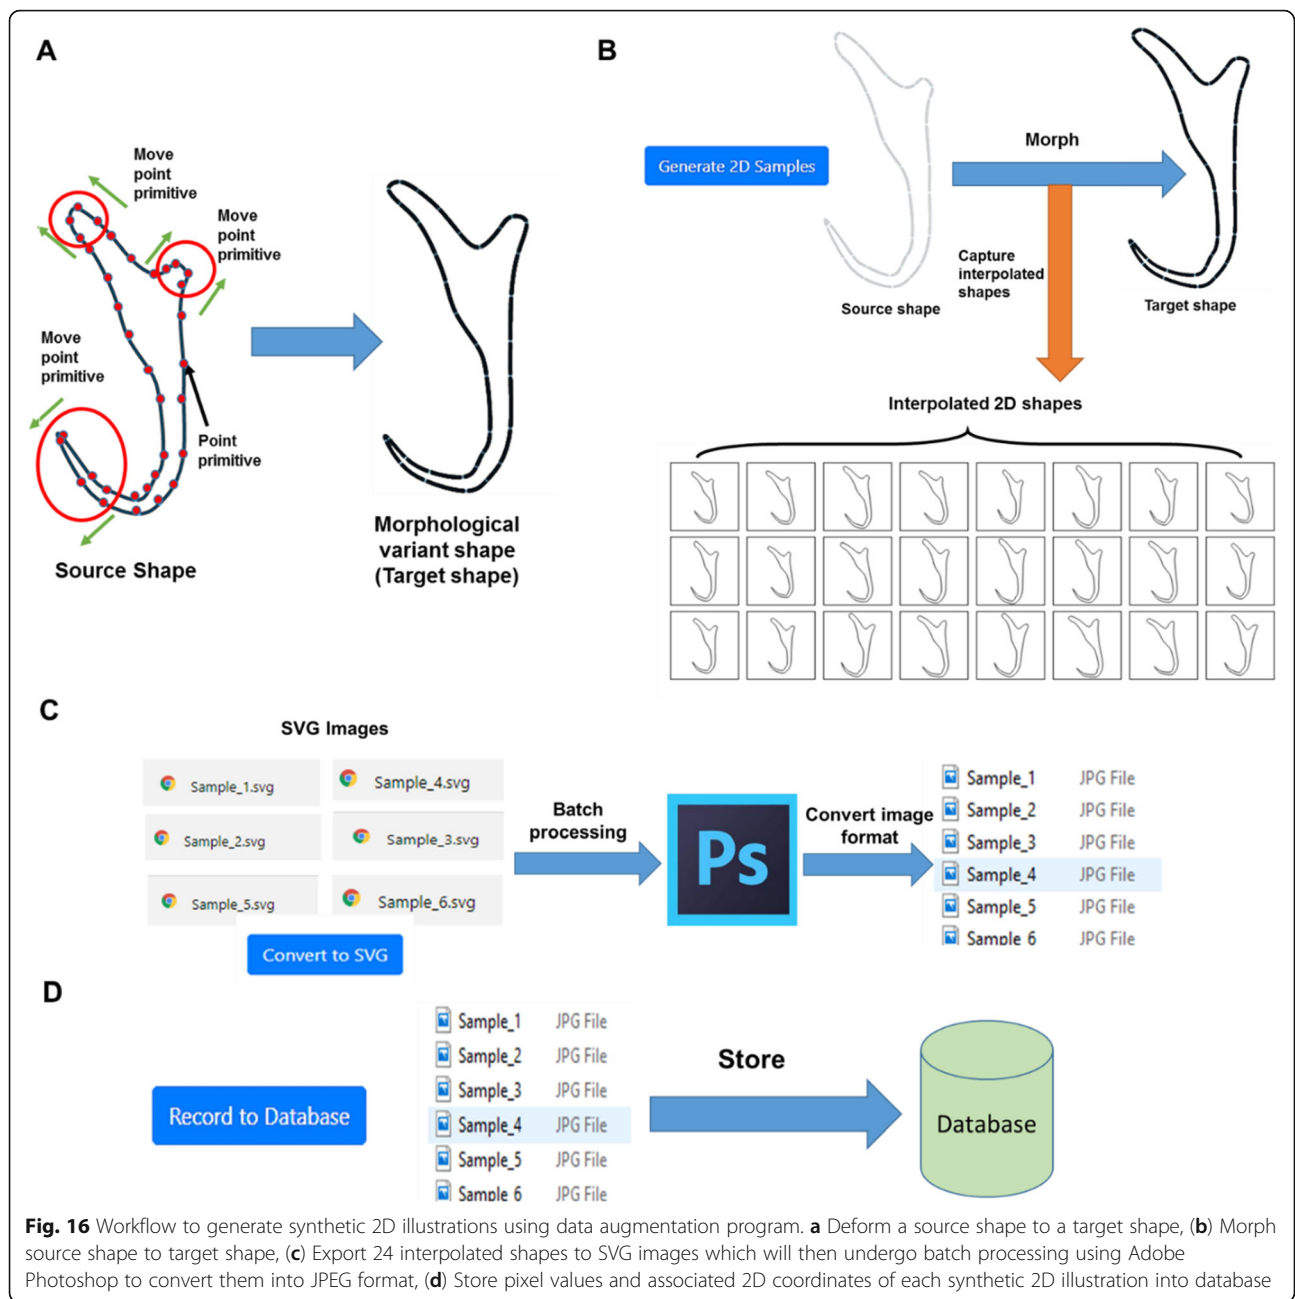 A
Move
point
primitive
Move
point
primitive
Move
point
primitive
Point
primitive
Source Shape
Morphological
variant shape
(Target shape)
B
Generate 2D Samples
Morph
Capture
interpolated
shapes
Source shape
Target shape
Interpolated 2D shapes
C
SVG Images
Sample_1.svg
Sample_4.svg
Sample_2.svg
Sample_3.svg
Sample_5.svg
Sample_6.svg
Convert to SVG
Batch
processing
Ps
Convert image
format
Sample_1 JPG File
Sample_2 JPG File
Sample_3 JPG File
Sample_4 JPG File
Sample_5 JPG File
Sample 6 JPG File
D
Record to Database
Sample_1 JPG File
Sample_2 JPG File
Sample_3 JPG File
Sample_4 JPG File
Sample_5 JPG File
Sample 6 JPG File
Store
Database
Fig. 16 Workflow to generate synthetic 2D illustrations using data augmentation program. a Deform a source shape to a target shape, (b) Morph
source shape to target shape, (c) Export 24 interpolated shapes to SVG images which will then undergo batch processing using Adobe
Photoshop to convert them into JPEG format, (d) Store pixel values and associated 2D coordinates of each synthetic 2D illustration into database